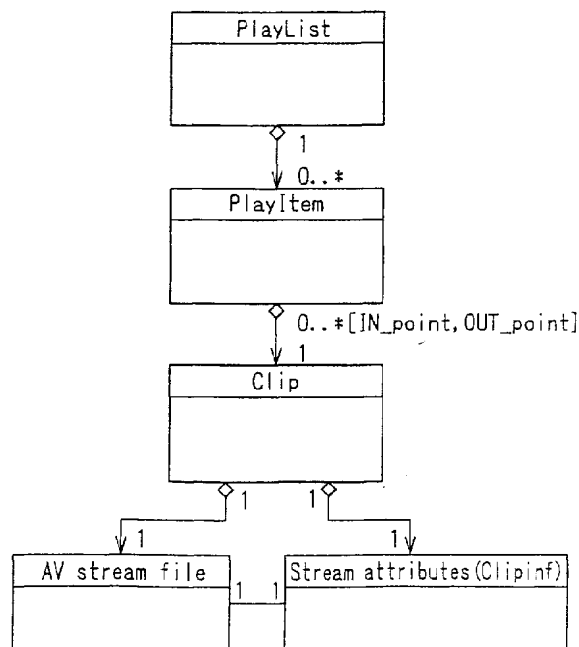 PlayList
1
0..*
PlayItem
0..*[IN_point,OUT_point]
1
Clip
1 1
1 1
AV stream file Stream attributes(Clipinf)
1 1